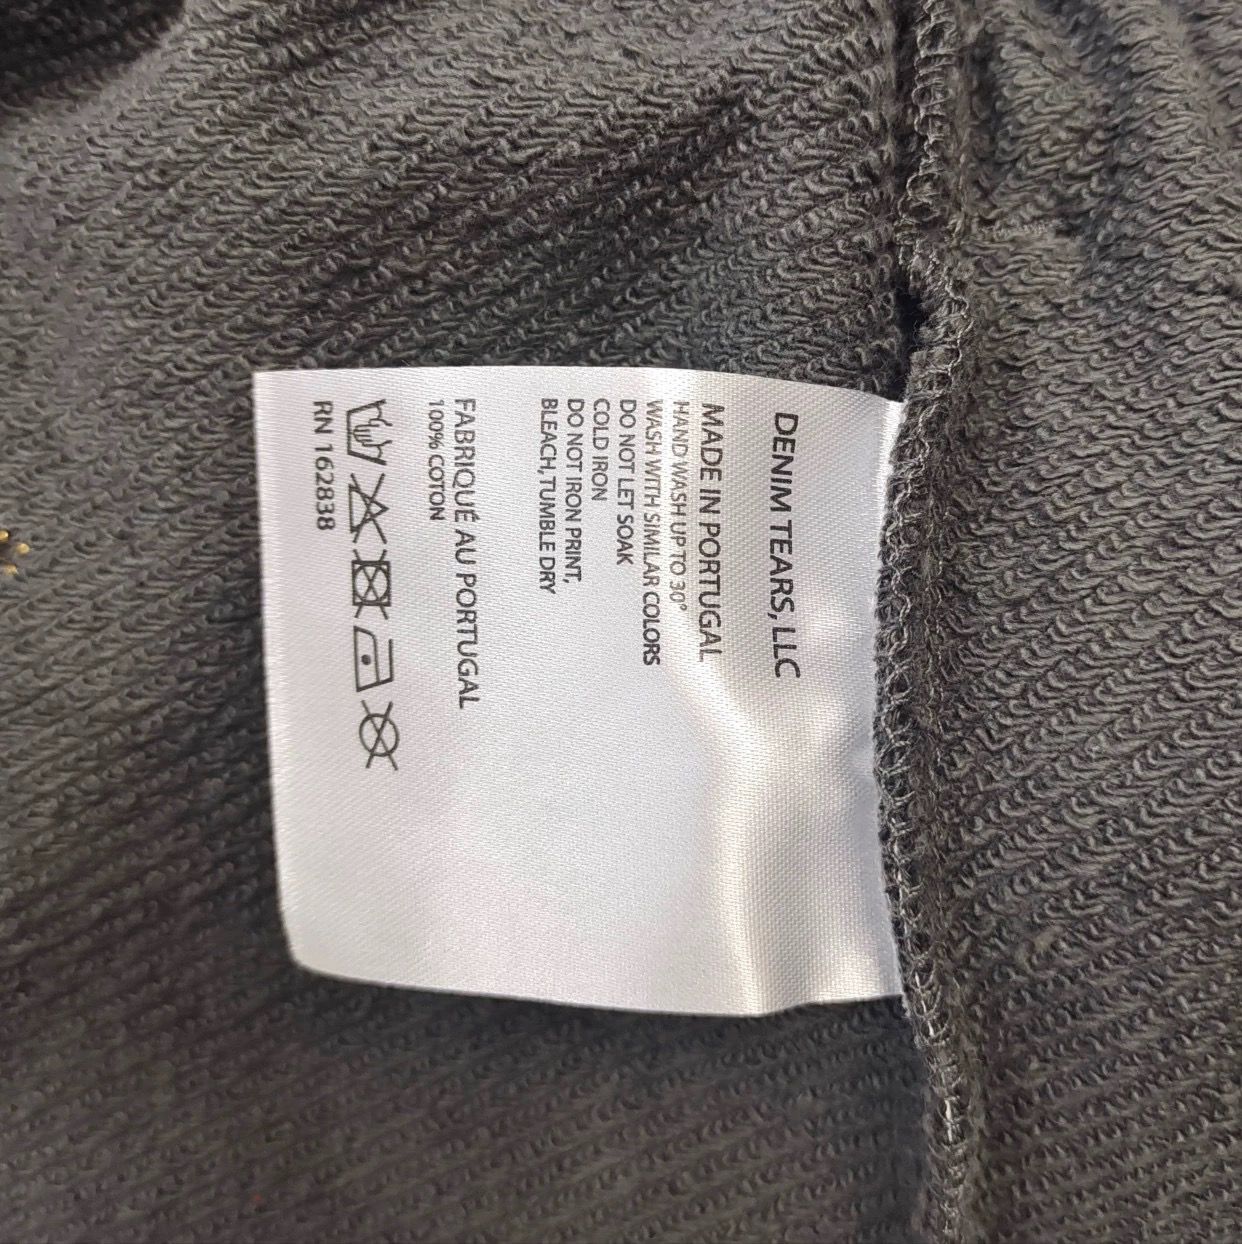 DENIM TEARS, LLC
MADE IN PORTUGAL
HAND WASH UP TO 30°
WASH WITH SIMILAR COLORS
DO NOT LET SOAK
COLD IRON
DO NOT IRON PRINT,
BLEACH, TUMBLE DRY
FABRIQUÉ AU PORTUGAL
100% COTON
RN 162838